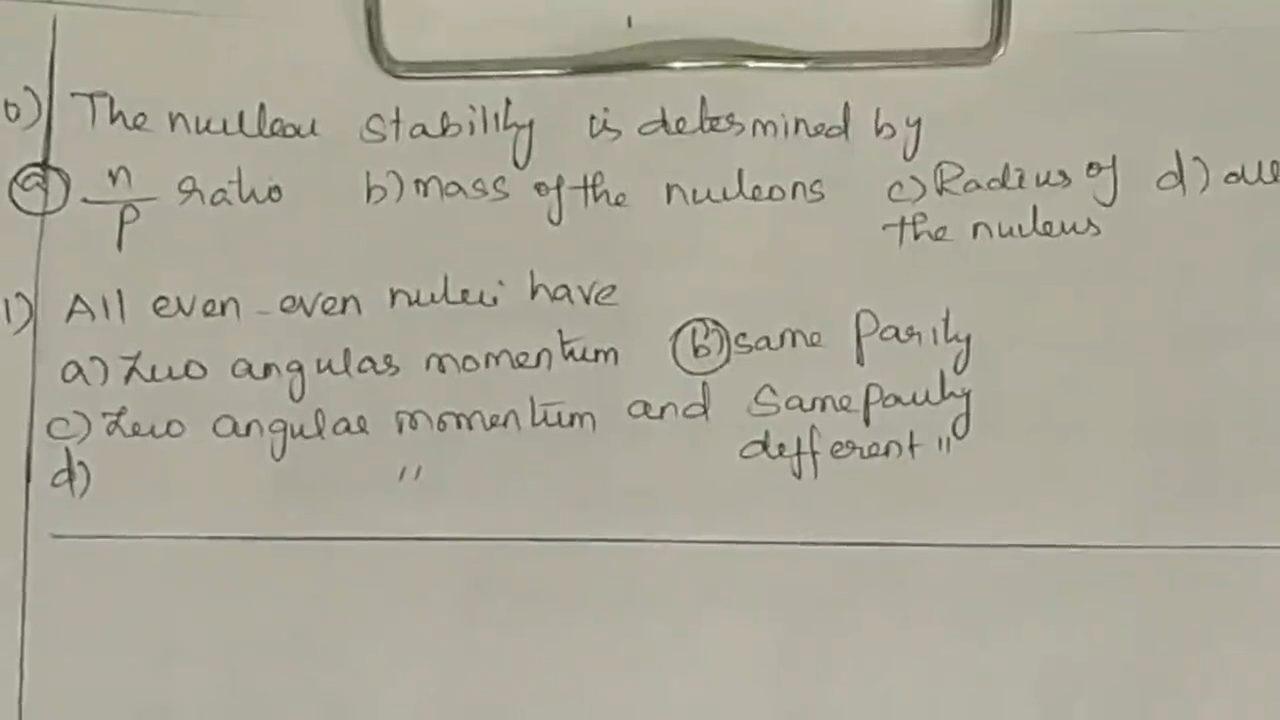 0) The nuclear stability is determined by
a) n/p ratio b) mass of the nucleons c) Radius of the nucleus d) all
1) All even-even nuclei have
a) Zero angular momentum b) same Parity
c) Zero angular momentum and Same parity
d) " different "